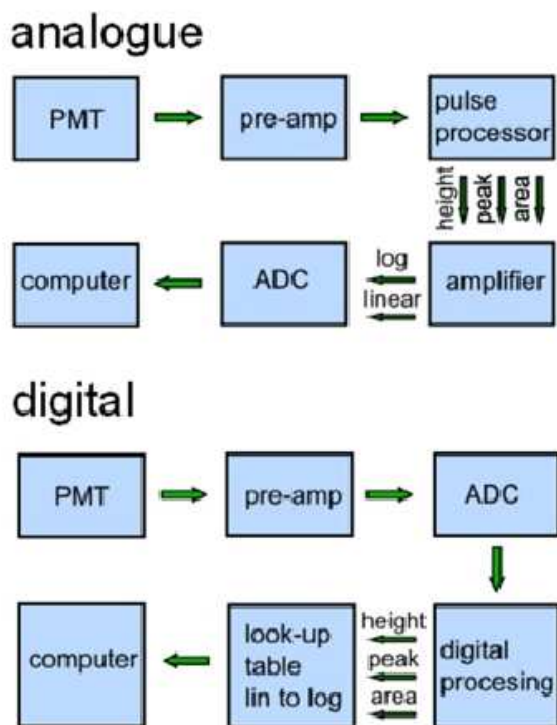 analogue
PMT
pre-amp
pulse
processor
height
peak
area
computer
ADC
log
linear
amplifier
digital
PMT
pre-amp
ADC
computer
look-up
table
lin to log
height
peak
area
digital
procesing